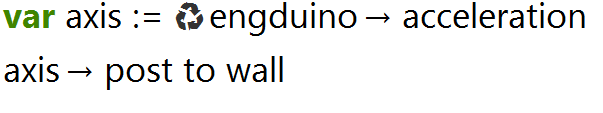 var axis := ♻engduino→ acceleration
axis→ post to wall